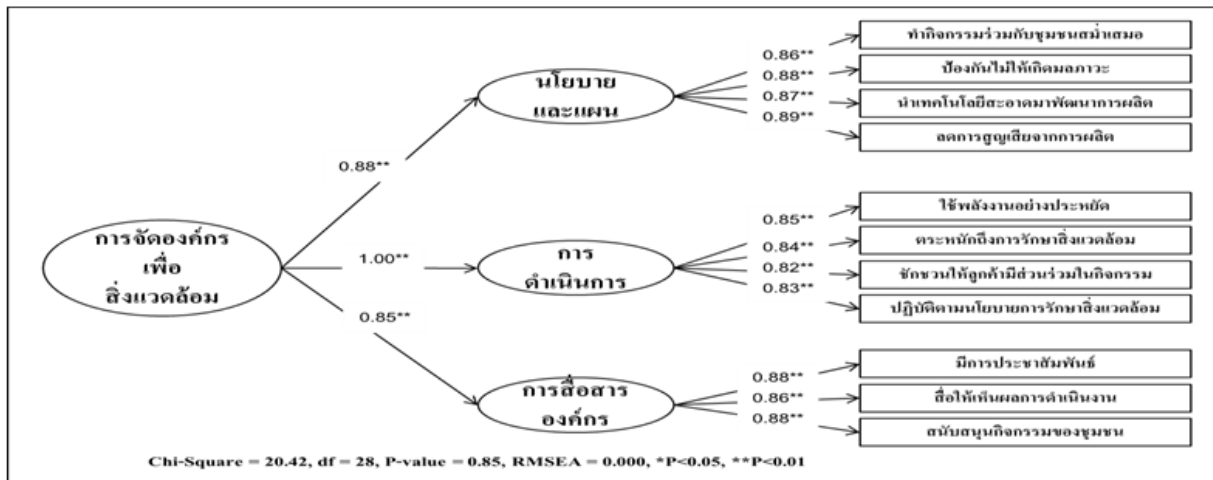 การจัดองค์กร
เพื่อ
สิ่งแวดล้อม
0.88**
1.00**
0.85**
นโยบาย
และแผน
0.86**
0.88**
0.87**
0.89**
ทำกิจกรรมร่วมกับชุมชนสม่ำเสมอ
ป้องกันไม่ให้เกิดมลภาวะ
นำเทคโนโลยีสะอาดมาพัฒนาการผลิต
ลดการสูญเสียจากการผลิต
การ
ดำเนินการ
0.85**
0.84**
0.82**
0.83**
ใช้พลังงานอย่างประหยัด
ตระหนักถึงการรักษาสิ่งแวดล้อม
ชักชวนให้ลูกค้ามีส่วนร่วมในกิจกรรม
ปฏิบัติตามนโยบายการรักษาสิ่งแวดล้อม
การสื่อสาร
องค์กร
0.88**
0.86**
0.88**
มีการประชาสัมพันธ์
สื่อให้เห็นผลการดำเนินงาน
สนับสนุนกิจกรรมของชุมชน
Chi-Square = 20.42, df = 28, P-value = 0.85, RMSEA = 0.000, *P<0.05, **P<0.01